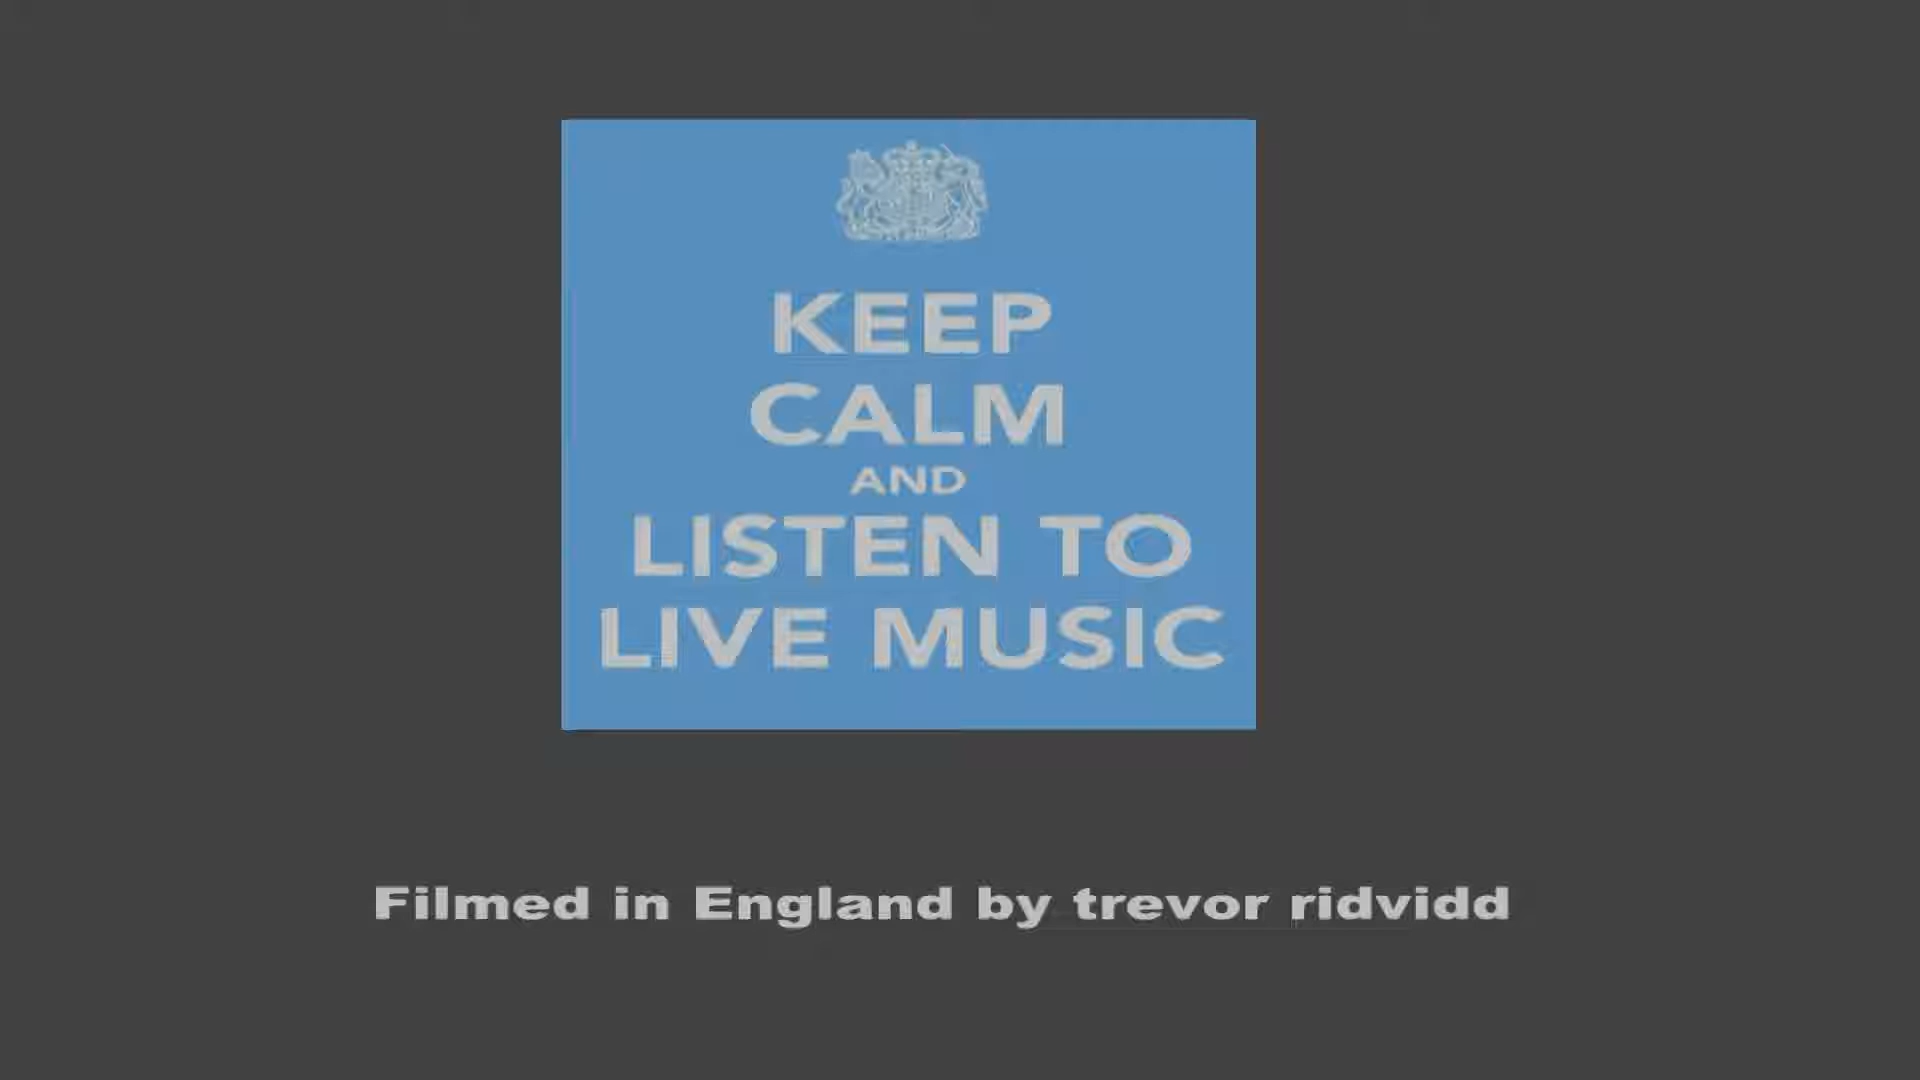 KEEP
CALM
AND
LISTEN TO
LIVE MUSIC
Filmed in England by trevor ridvidd